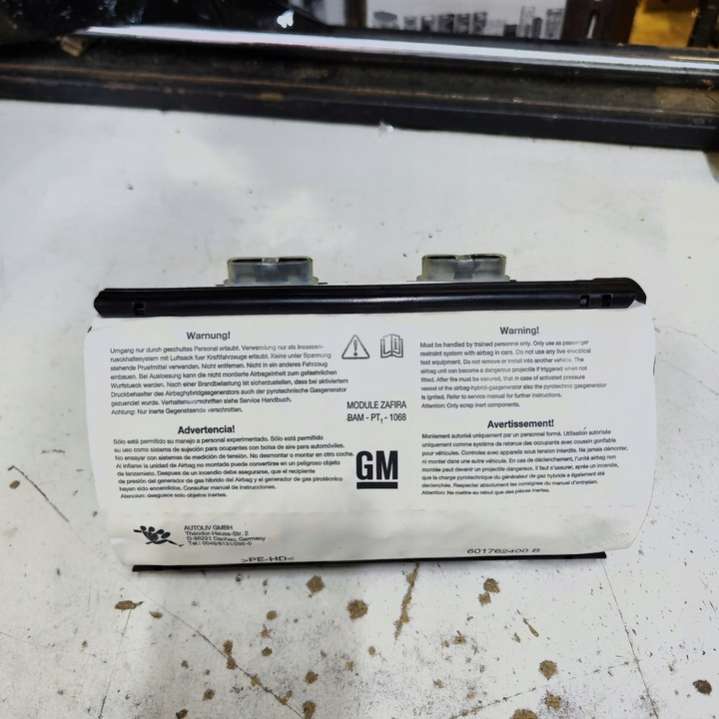 Warnung!
Umgang nur durch geschultes Personal erlaubt. Verwendung nur als Insassen-
rueckhaltesystem mit Luftsack fuer Kraftfahrzeuge erlaubt. Keine unter Spannung
stehende Pruefmittel verwenden. Nicht entfernen. Nicht in ein anderes Fahrzeug
einbauen. Bei Ausloesung kann die nicht montierte Airbageinheit zum gefaehrlichen
Wurfstueck werden. Nach einer Brandbelastung ist sicherzustellen, dass bei aktiviertem
Druckbehaelter des Airbaghybridgasgenerators auch der pyrotechnische Gasgenerator
gezuendet wurde. Verhaltensvorschriften siehe Service Handbuch.
Achtung: Nur inerte Gegenstaende verschrotten.
Advertencia!
Sólo está permitido su manejo a personal experimentado. Sólo está permitido
su uso como sistema de sujeción para ocupantes con bolsa de aire para automóviles.
No ensayar con sistemas de medición de tensión. No desmontar o montar en otro coche.
Al inflarse la unidad de Airbag no montada puede convertirse en un peligroso objeto
de lanzamiento. Después de un incendio debe asegurarse, que el recipiente
de presión del generador de gas híbrido del Airbag y el generador de gas pirotécnico
hayan sido encendidos. Consultar manual de instrucciones.
Atención: desguace sólo objetos inertes.
MODULE ZAFIRA
BAM - PT₁ - 1068
GM
Warning!
Must be handled by trained personne only. Only use as passenger
restraint system with airbag in cars. Do not use any live electrical
test equipment. Do not remove or install into another vehicle. The
airbag unit can become a dangerous projectile if triggered when not
fitted. After fire must be secured, that in case of activated pressure
vessel of the airbag-hybrid-gasgenerator also the pyrotechnic gasgenerator
is ignited. Refer to service manual for further instructions.
Attention: Only scrap inert components.
Avertissement!
Maniement autorisé uniquement par un personnel formé. Utilisation autorisée
uniquement comme système de retenue des occupants avec coussin gonflable
pour véhicules. Controles avec appareils sous tension interdits. Ne jamais démonter,
ni monter dans une autre véhicule. En cas de déclenchement, l'unité airbag non
montée peut devenir un projectile dangereux. Il faut s'assurer, après un incendie,
que la charge pyrotechnique du générateur de gaz hybride a également été
déclenchée. Respecter absolument les consignes du manuel d'entretien.
Attention: Ne mettre au rebut que des pièces inertes.
AUTOLIV GMBH
Theodor-Heuss-Str. 2
D-85221 Dachau, Germany
>PE-HD<
601762400 B